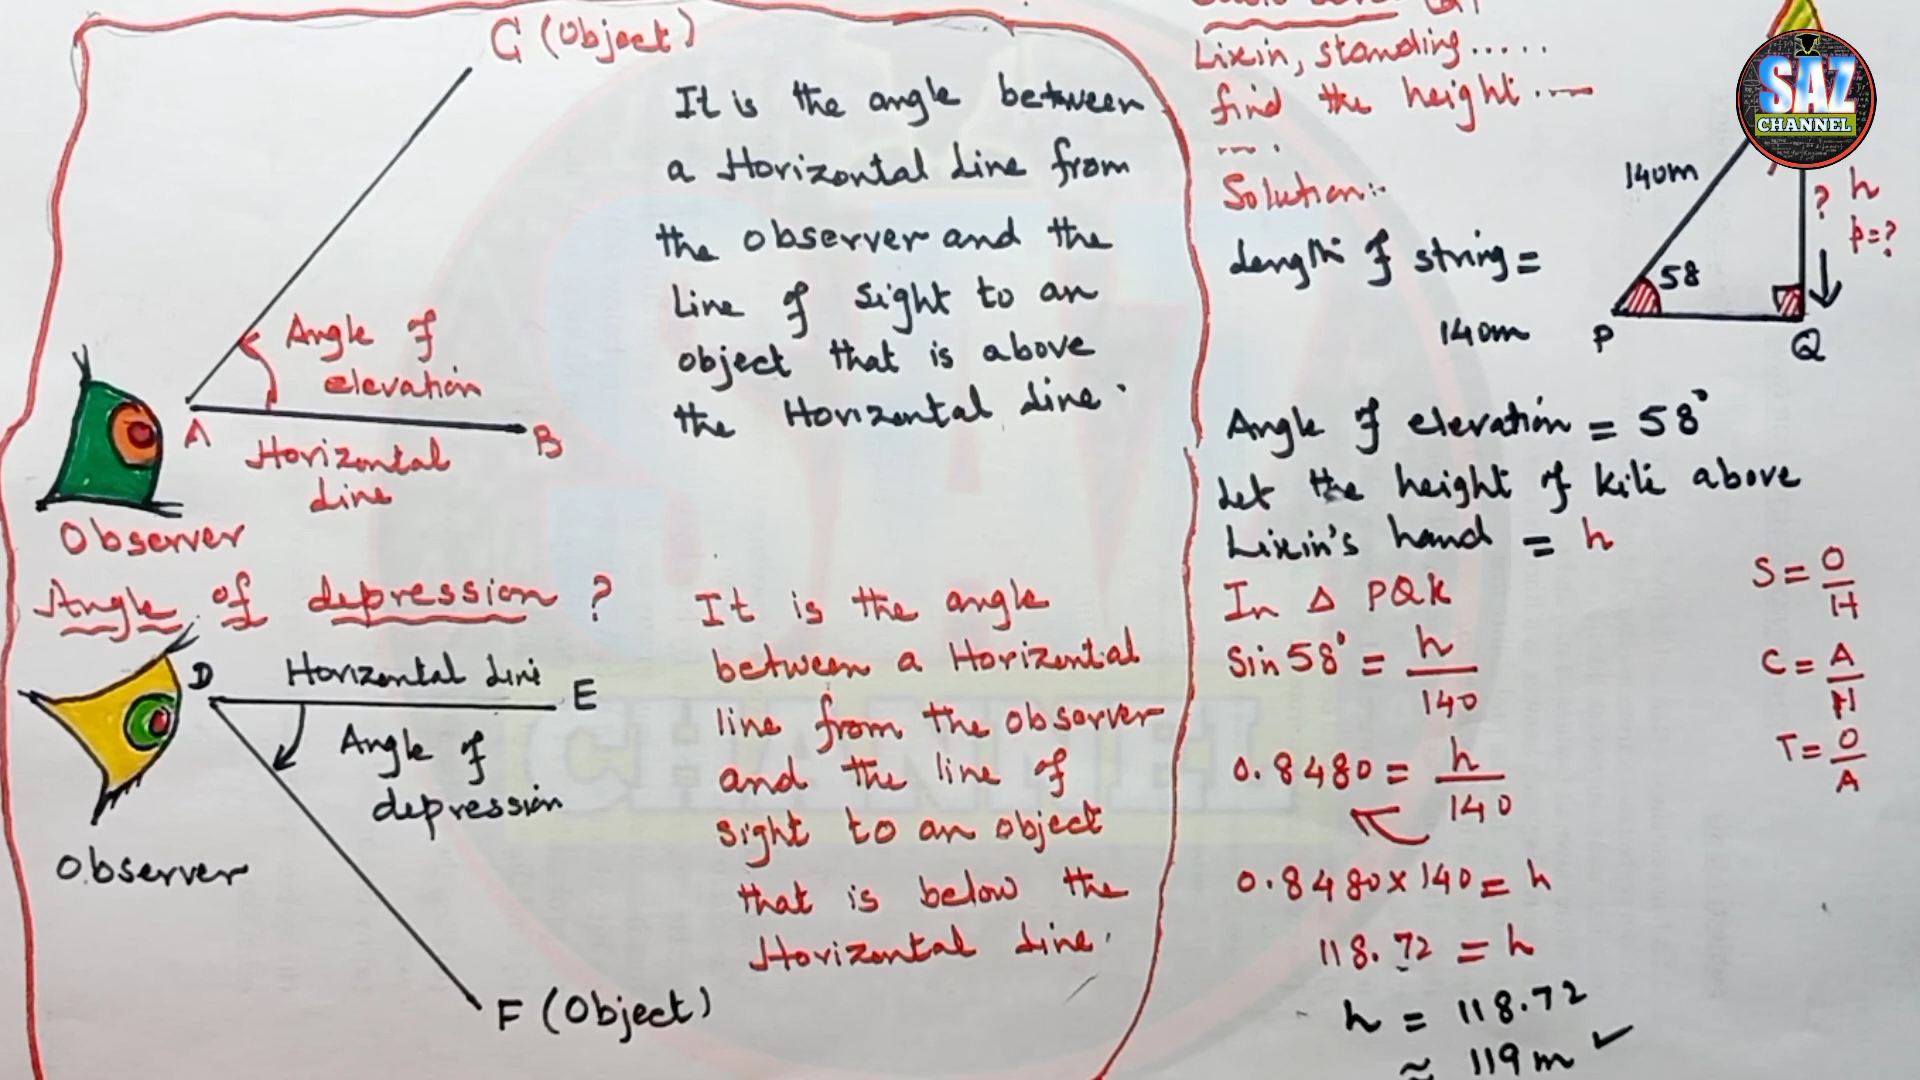 C (Object)
It is the angle between
a Horizontal Line from
the observer and the
Line of Sight to an
object that is above
the Horizontal Line.
Angle of
elevation
A
B
Horizontal
Line
Observer
Angle of depression ?
D
Horizontal Line
E
Angle of
depression
Observer
F (Object)
It is the angle
between a Horizontal
line from the observer
and the line of
sight to an object
that is below the
Horizontal Line.
Lixin, standing.....
find the height....
....
Solution:-
Length of string =
140m
140m
58
P
Q
? h
p=?
SAZ
CHANNEL
Angle of elevation = 58°
Let the height of kite above
Lixin's hand = h
In Δ PQK
Sin58° = h/140
0.8480 = h/140
0.8480 x 140 = h
118.72 = h
h = 118.72
≈ 119m ✓
S = O/H
C = A/H
T = O/A
SAZ
CHANNEL